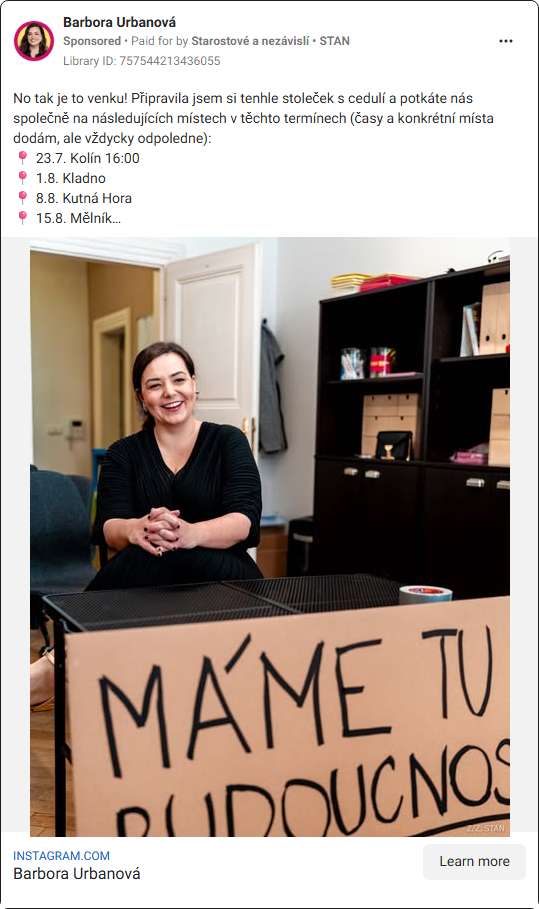 Barbora Urbanová
Sponsored • Paid for by Starostové a nezávislí • STAN
Library ID: 757544213436055
No tak je to venku! Připravila jsem si tenhle stoleček s cedulí a potkáte nás
společně na následujících místech v těchto termínech (časy a konkrétní místa
dodám, ale vždycky odpoledne):
📍 23.7. Kolín 16:00
📍 1.8. Kladno
📍 8.8. Kutná Hora
📍 15.8. Mělník…
MÁME TU
BUDOUCNOS
Z/Z: STAN
INSTAGRAM.COM
Barbora Urbanová
Learn more